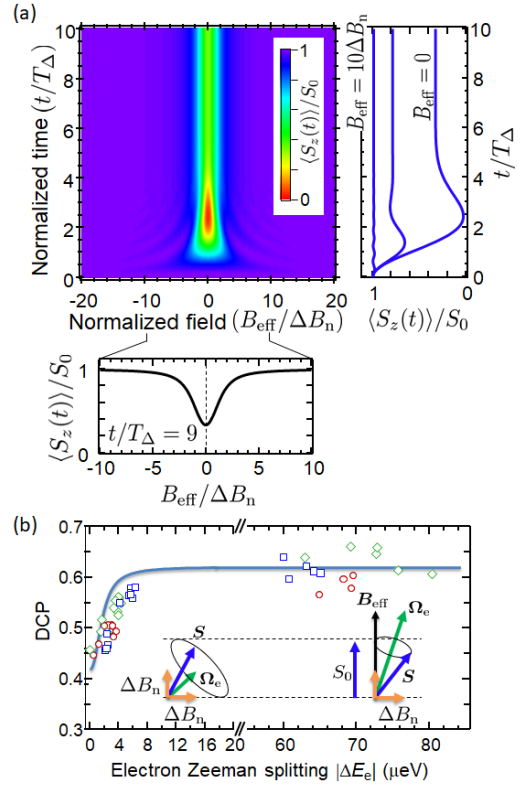 (a)
Normalized time (t/T_Δ)
10
8
6
4
2
0
1
0
⟨S_z(t)⟩/S_0
-20
-10
0
10
20
Normalized field (B_eff/ΔB_n)
B_eff = 10ΔB_n
B_eff = 0
10
8
6
4
2
0
t/T_Δ
1
0
⟨S_z(t)⟩/S_0
⟨S_z(t)⟩/S_0
1
0
t/T_Δ = 9
-10
-5
0
5
10
B_eff/ΔB_n
(b)
DCP
0.7
0.6
0.5
0.4
0.3
S
Ω_e
ΔB_n
ΔB_n
S_0
B_eff
Ω_e
S
ΔB_n
0 4 8 12 16 20 60 70 80
Electron Zeeman splitting |ΔE_e| (μeV)